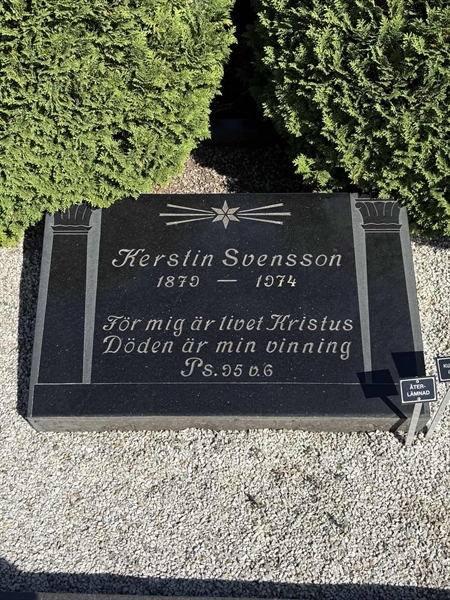 Kerstin Svensson
1879 — 1974
För mig är livet Kristus
Döden är min vinning
Ps. 95 v. 6
ÅTER-
LÄMNAD